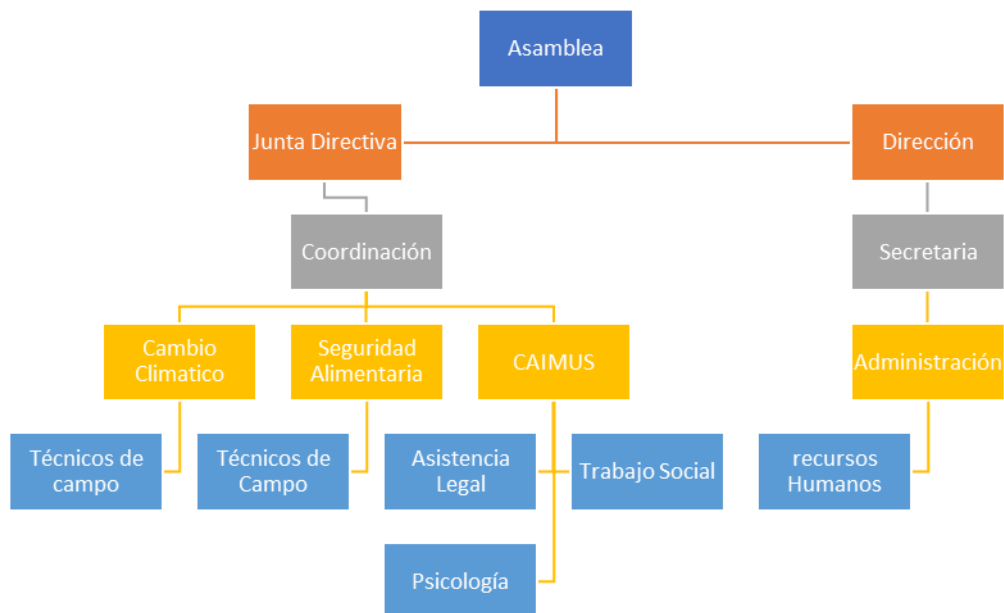 Asamblea
Junta Directiva
Dirección
Coordinación
Secretaria
Cambio
Climatico
Seguridad
Alimentaria
CAIMUS
Administración
Técnicos de
campo
Técnicos de
Campo
Asistencia
Legal
Trabajo Social
recursos
Humanos
Psicología